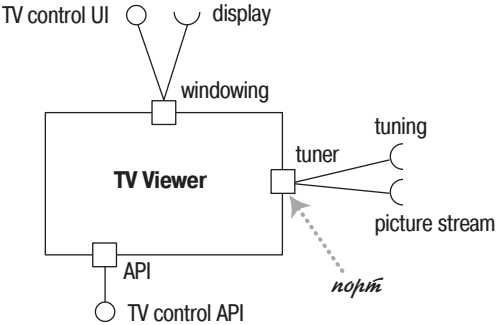 TV control UI
display
windowing
tuning
tuner
TV Viewer
picture stream
API
порт
TV control API